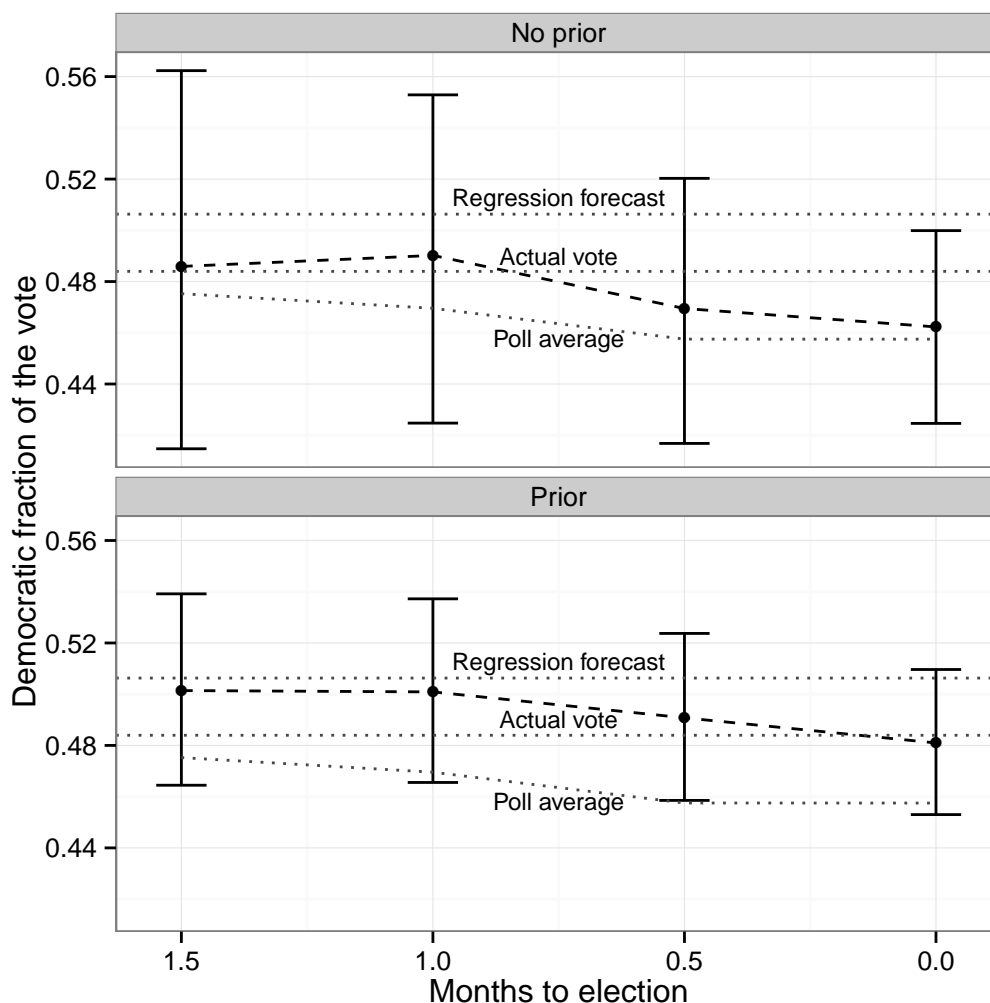 No prior
0.56
0.52
0.48
0.44
Regression forecast
Actual vote
Poll average
Prior
0.56
0.52
0.48
0.44
Regression forecast
Actual vote
Poll average
1.5 1.0 0.5 0.0
Months to election
Democratic fraction of the vote